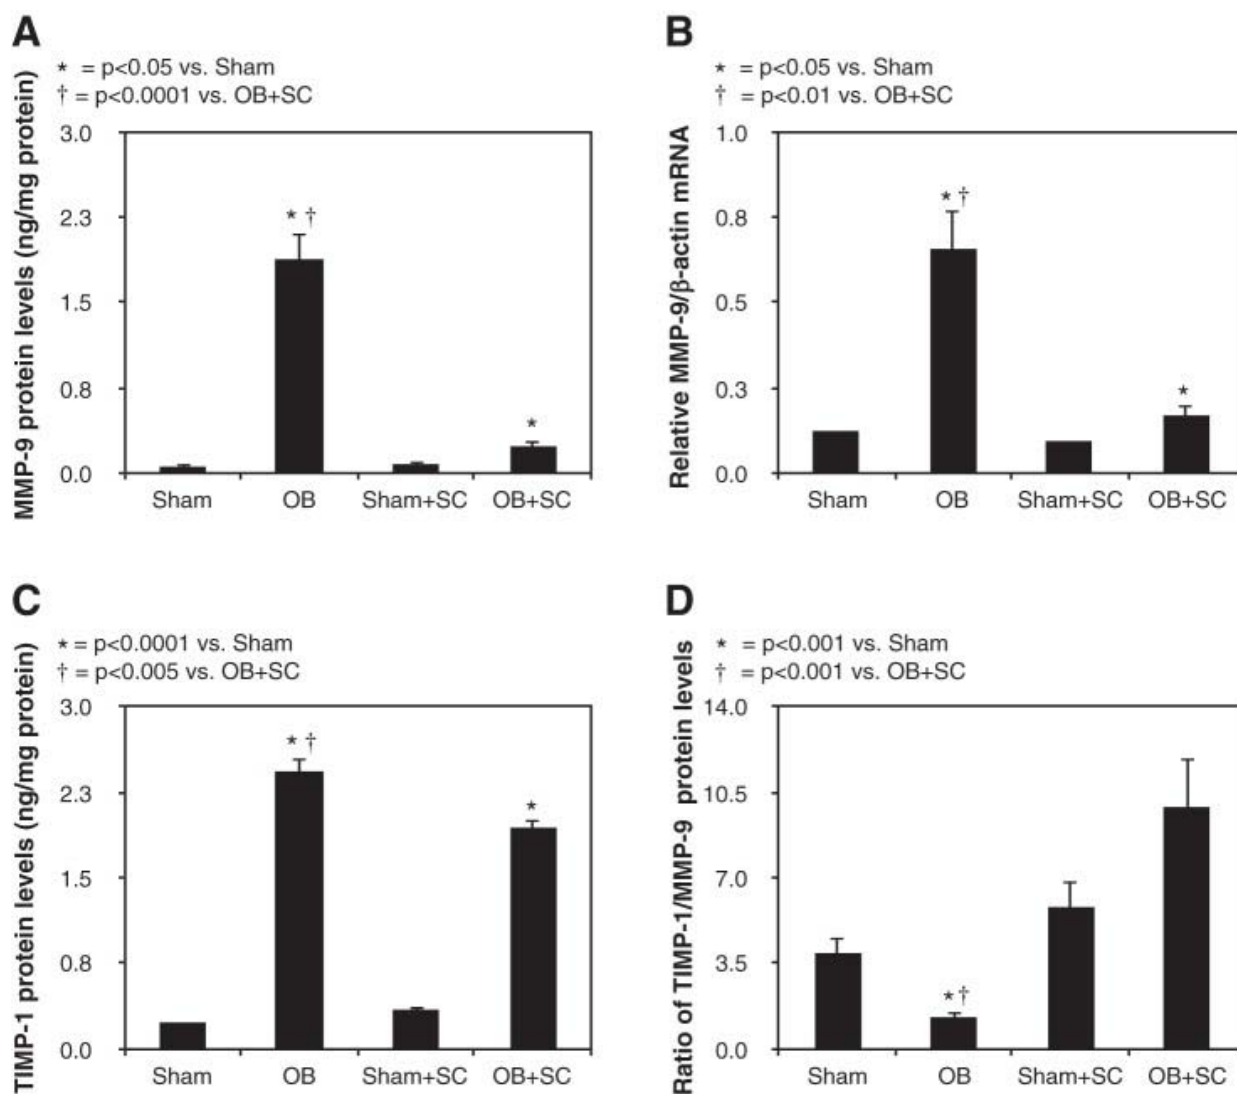 A
* = p<0.05 vs. Sham
† = p<0.0001 vs. OB+SC
MMP-9 protein levels (ng/mg protein)
3.0
2.3
1.5
0.8
0.0
* †
*
Sham OB Sham+SC OB+SC
B
* = p<0.05 vs. Sham
† = p<0.01 vs. OB+SC
Relative MMP-9/β-actin mRNA
1.0
0.8
0.5
0.3
0.0
* †
*
Sham OB Sham+SC OB+SC
C
* = p<0.0001 vs. Sham
† = p<0.005 vs. OB+SC
TIMP-1 protein levels (ng/mg protein)
3.0
2.3
1.5
0.8
0.0
* †
*
Sham OB Sham+SC OB+SC
D
* = p<0.001 vs. Sham
† = p<0.001 vs. OB+SC
Ratio of TIMP-1/MMP-9 protein levels
14.0
10.5
7.0
3.5
0.0
* †
Sham OB Sham+SC OB+SC